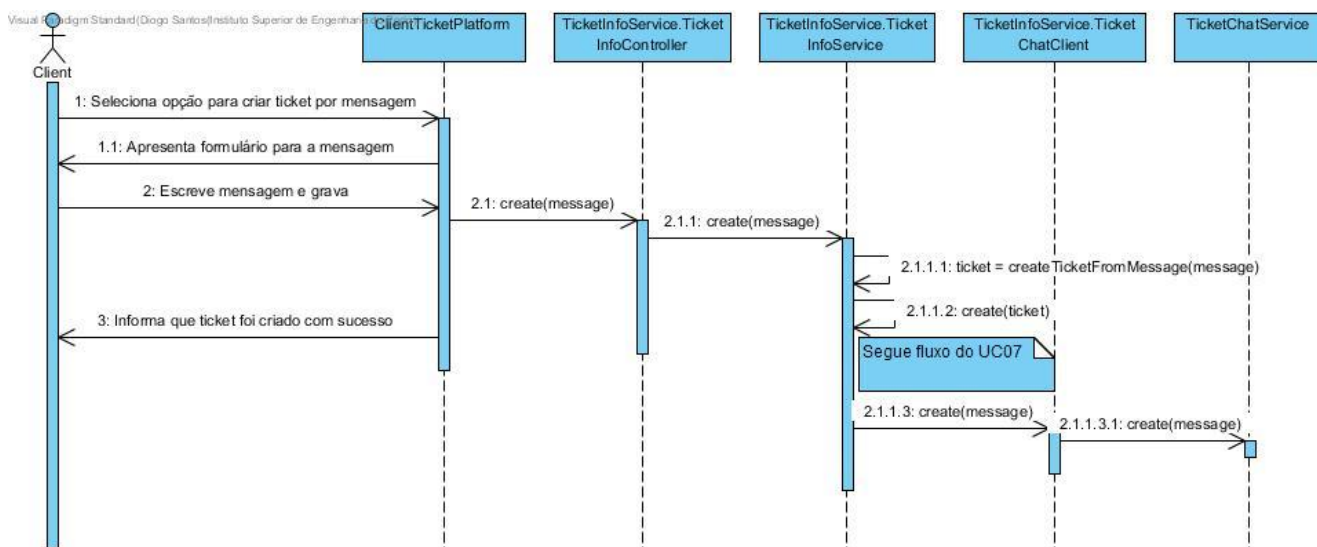 Visual Paradigm Standard(Diogo Santos(Instituto Superior de Engenharia
ClientTicketPlatform
TicketInfoService.Ticket
InfoController
TicketInfoService.Ticket
InfoService
TicketInfoService.Ticket
ChatClient
TicketChatService
Client
1: Seleciona opção para criar ticket por mensagem
1.1: Apresenta formulário para a mensagem
2: Escreve mensagem e grava
2.1: create(message)
2.1.1: create(message)
2.1.1.1: ticket = createTicketFromMessage(message)
2.1.1.2: create(ticket)
3: Informa que ticket foi criado com sucesso
Segue fluxo do UC07
2.1.1.3: create(message)
2.1.1.3.1: create(message)